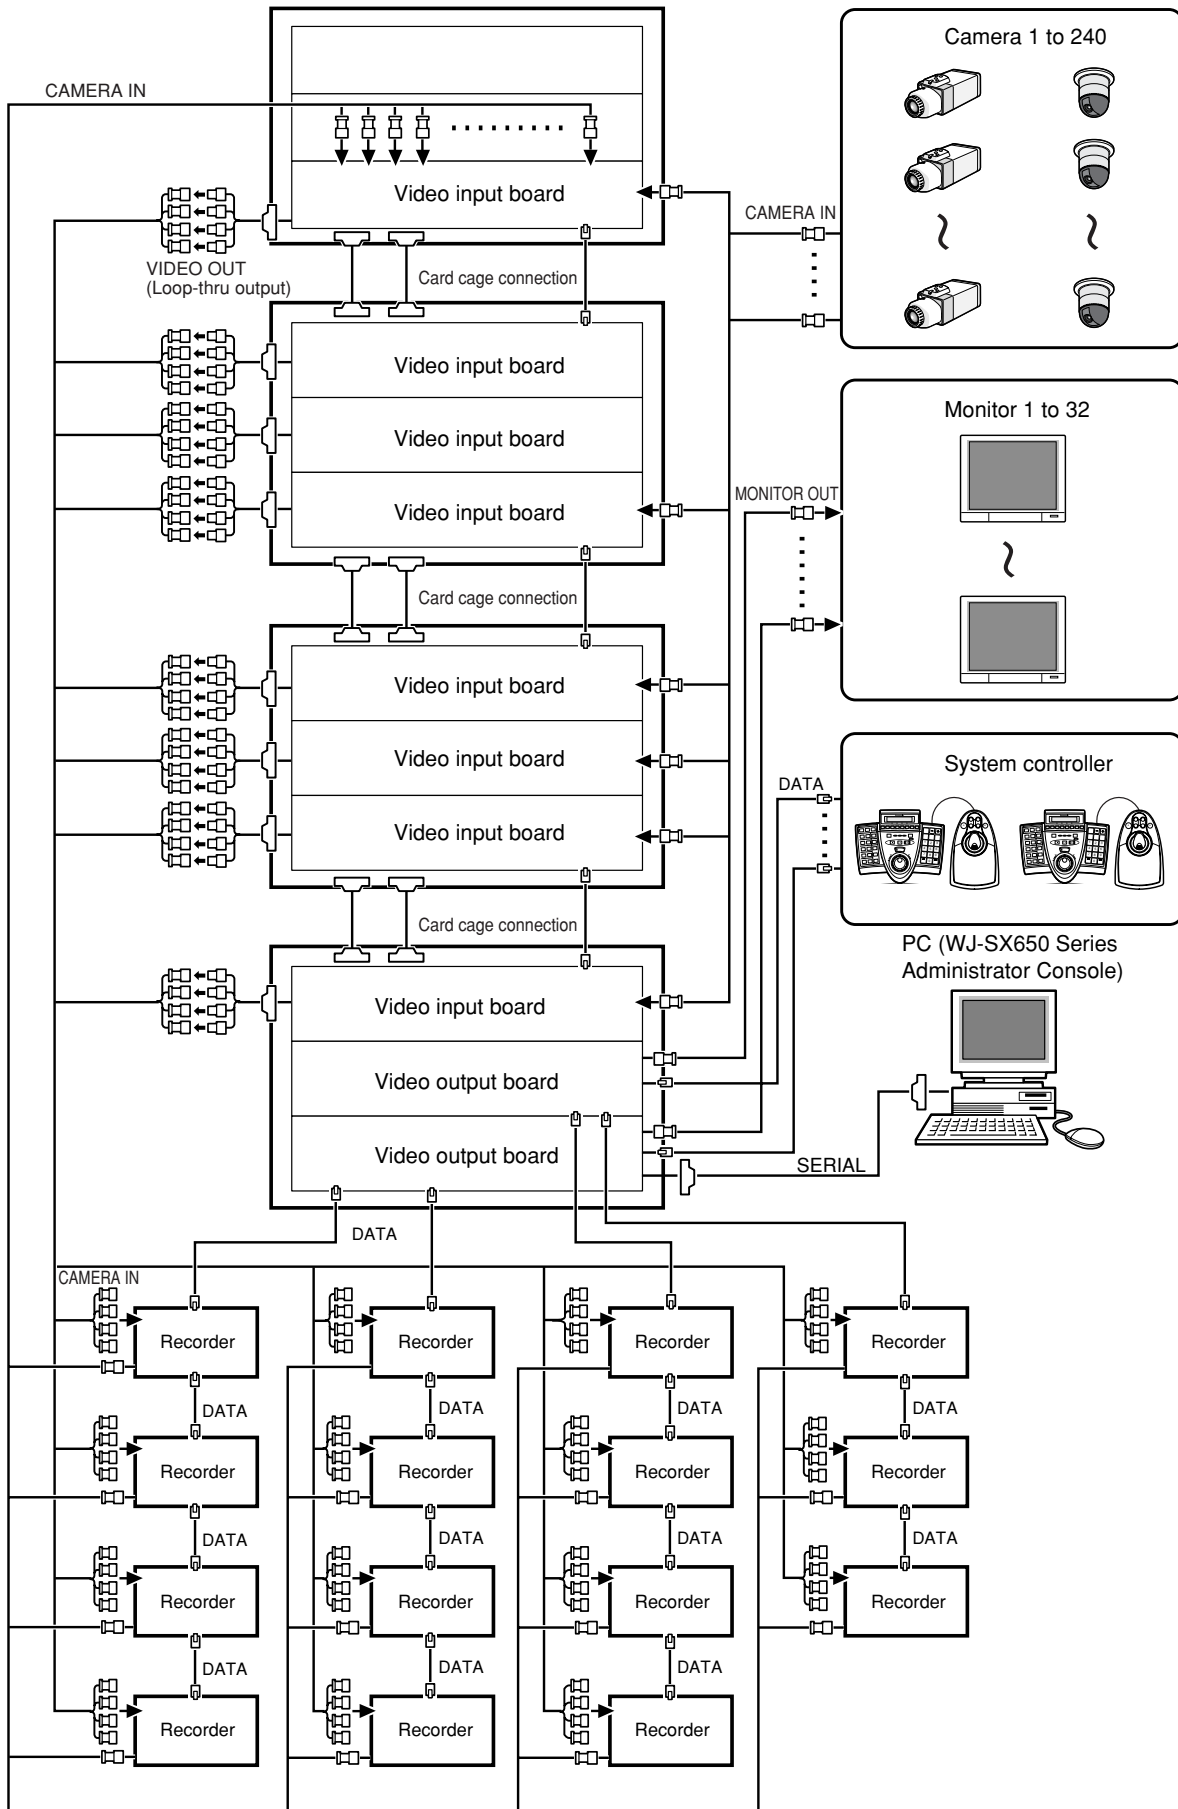 Camera 1 to 240
CAMERA IN
Video input board
CAMERA IN
VIDEO OUT
(Loop-thru output)
Card cage connection
Video input board
Video input board
Video input board
Monitor 1 to 32
MONITOR OUT
Card cage connection
Video input board
Video input board
Video input board
System controller
DATA
Card cage connection
PC (WJ-SX650 Series
Administrator Console)
Video input board
Video output board
Video output board
SERIAL
DATA
CAMERA IN
Recorder
Recorder
Recorder
Recorder
DATA
DATA
DATA
DATA
Recorder
Recorder
Recorder
Recorder
DATA
DATA
DATA
DATA
Recorder
Recorder
Recorder
Recorder
DATA
DATA
DATA
Recorder
Recorder
Recorder